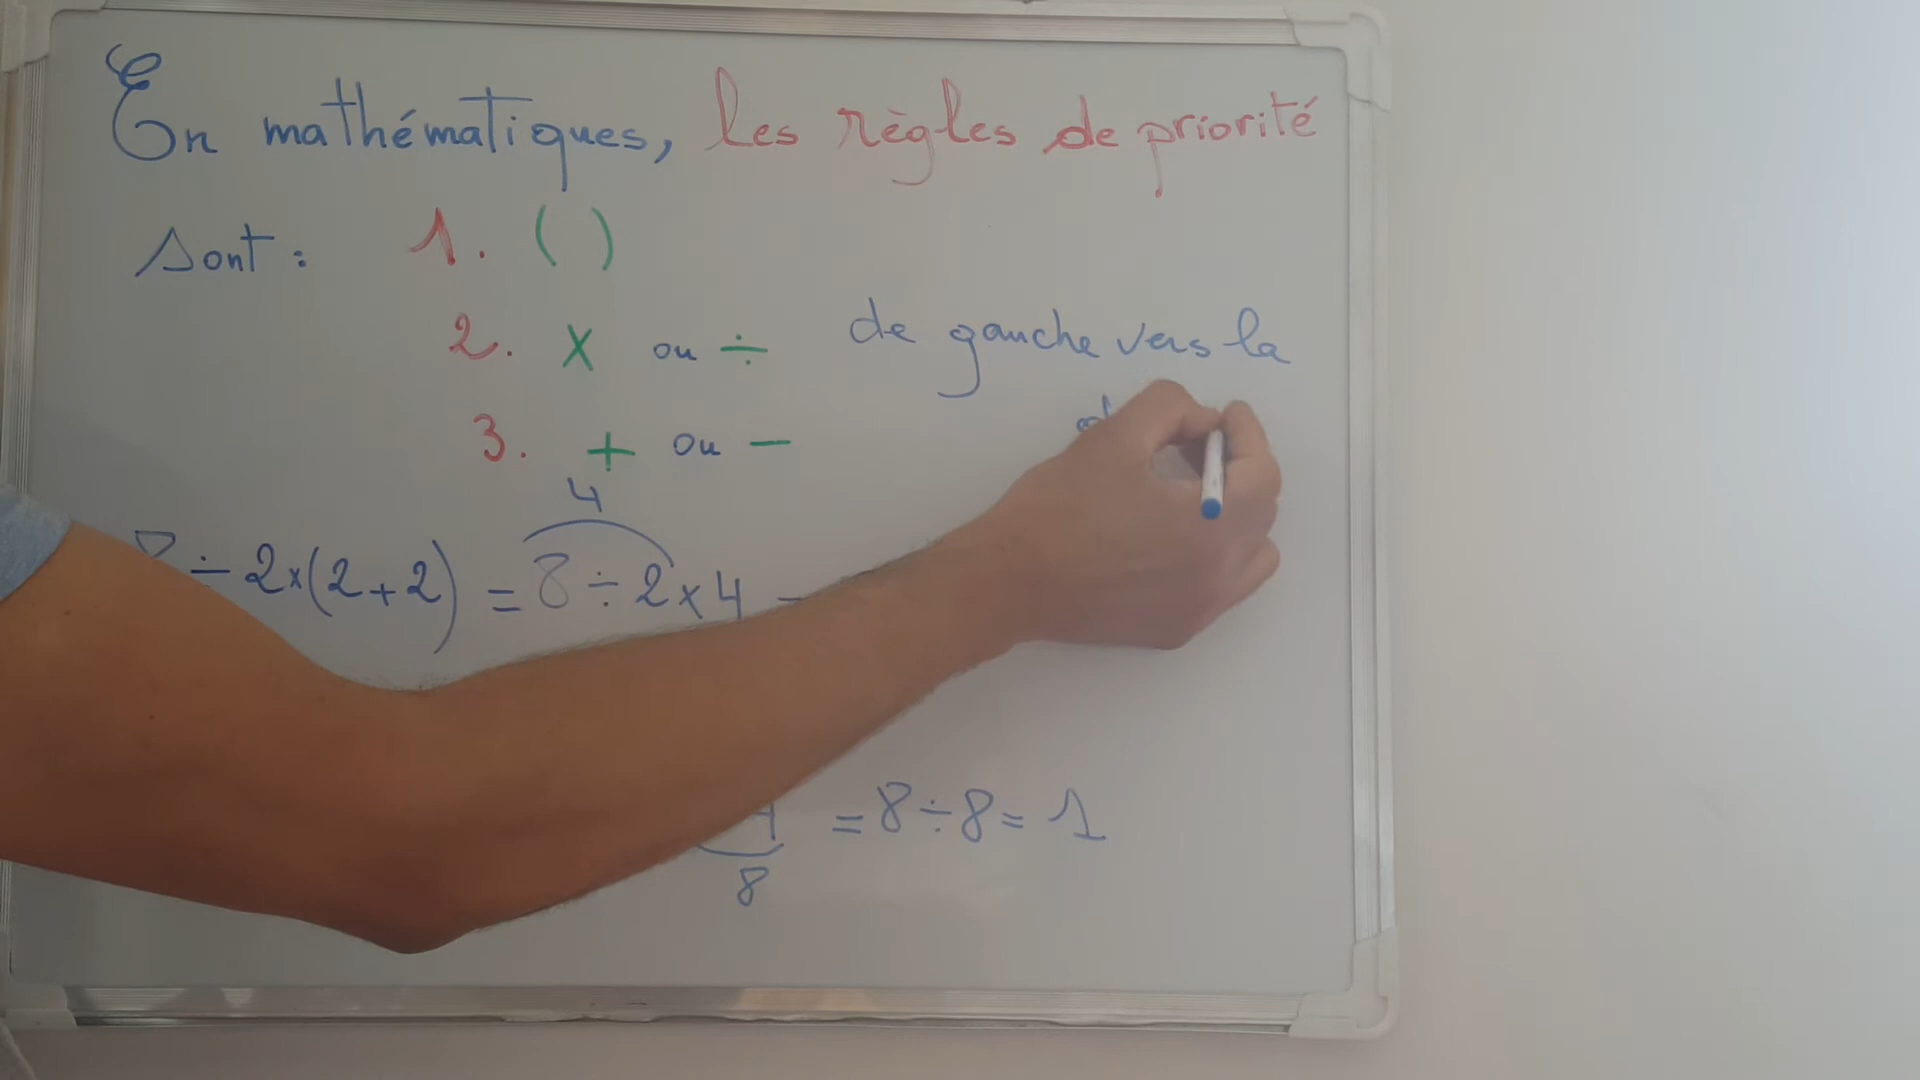 En mathématiques, les règles de priorité
sont : 1. ( )
2. × ou ÷ de gauche vers la
3. + ou -
4
÷ 2×(2+2) = 8÷2×4
= 8÷8= 1
8